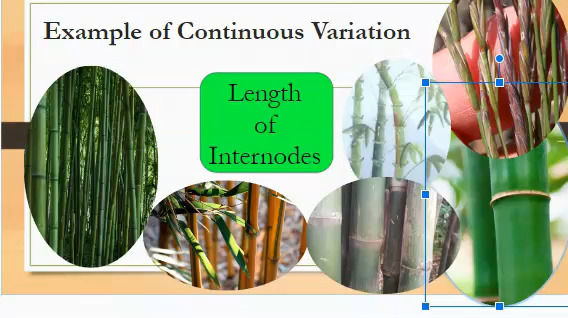 Example of Continuous Variation
Length
of
Internodes